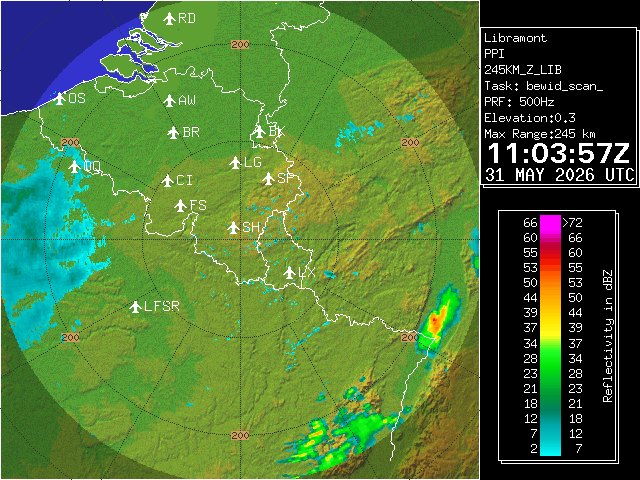 RD
200
OS
AW
BR
BK
200
200
OQ
LG
CI
SP
FS
SH
LX
LFSR
200
200
200
Libramont
PPI
245KM_Z_LIB
Task: bewid_scan_
PRF: 500Hz
Elevation:0.3
Max Range:245 km
11:03:57Z
31 MAY 2026 UTC
66 >72
60 66
55 60
53 55
50 53
44 50
39 44
37 39
34 37
28 34
23 28
21 23
18 21
12 18
7 12
2 7
Reflectivity in dBZ